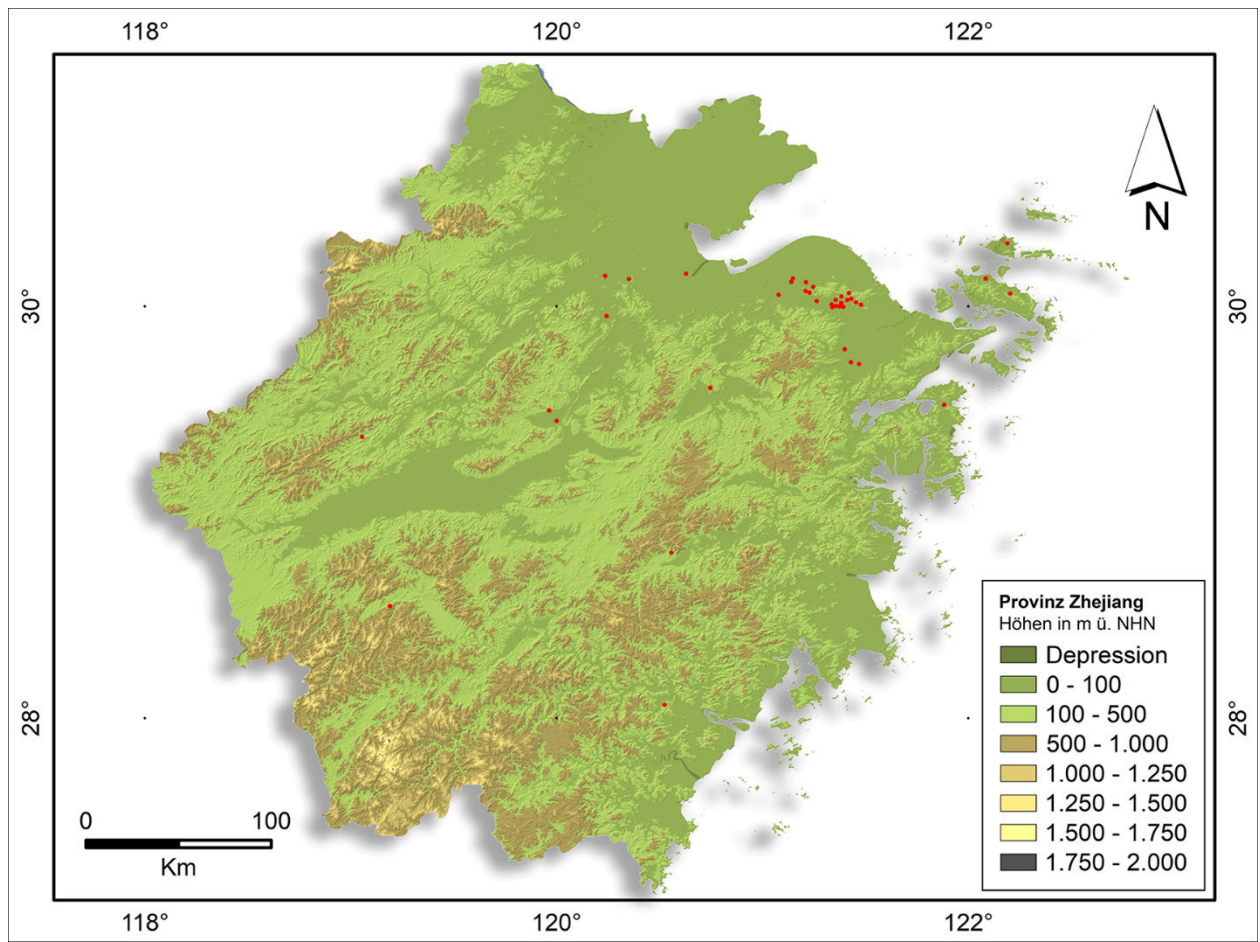 118°
120°
122°
30°
30°
N
28°
28°
Provinz Zhejiang
Höhen in m ü. NHN
Depression
0 - 100
100 - 500
500 - 1.000
1.000 - 1.250
1.250 - 1.500
1.500 - 1.750
1.750 - 2.000
0 100
Km
118°
120°
122°